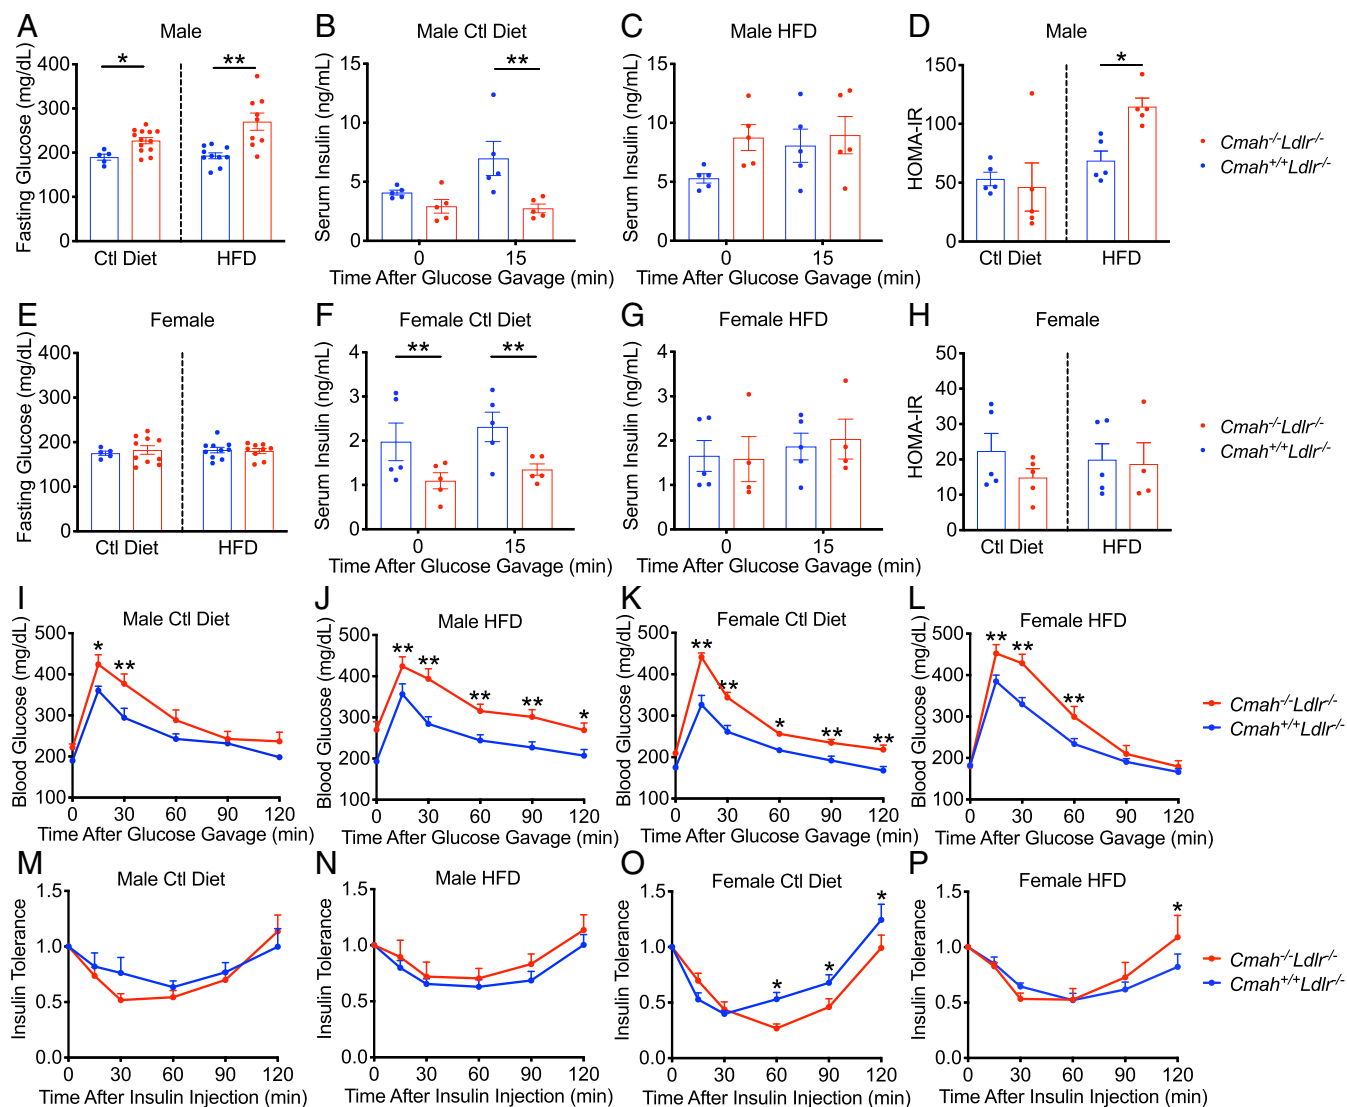 A Male
Fasting Glucose (mg/dL)
400
300
200
100
0
* **
Ctl Diet HFD
B Male Ctl Diet
Serum Insulin (ng/mL)
15
10
5
0
**
0 15
Time After Glucose Gavage (min)
C Male HFD
Serum Insulin (ng/mL)
15
10
5
0
0 15
Time After Glucose Gavage (min)
D Male
HOMA-IR
150
100
50
0
*
Ctl Diet HFD
Cmah-/-Ldlr-/-
Cmah+/+Ldlr-/-
E Female
Fasting Glucose (mg/dL)
400
300
200
100
0
Ctl Diet HFD
F Female Ctl Diet
Serum Insulin (ng/mL)
4
3
2
1
0
** **
0 15
Time After Glucose Gavage (min)
G Female HFD
Serum Insulin (ng/mL)
4
3
2
1
0
0 15
Time After Glucose Gavage (min)
H Female
HOMA-IR
50
40
30
20
10
0
Ctl Diet HFD
Cmah-/-Ldlr-/-
Cmah+/+Ldlr-/-
I Male Ctl Diet
Blood Glucose (mg/dL)
500
400
300
200
100
* **
0 30 60 90 120
Time After Glucose Gavage (min)
J Male HFD
Blood Glucose (mg/dL)
500
400
300
200
100
** ** ** ** *
0 30 60 90 120
Time After Glucose Gavage (min)
K Female Ctl Diet
Blood Glucose (mg/dL)
500
400
300
200
100
** ** * ** **
0 30 60 90 120
Time After Glucose Gavage (min)
L Female HFD
Blood Glucose (mg/dL)
500
400
300
200
100
** ** **
0 30 60 90 120
Time After Glucose Gavage (min)
Cmah-/-Ldlr-/-
Cmah+/+Ldlr-/-
M Male Ctl Diet
Insulin Tolerance
1.5
1.0
0.5
0.0
0 30 60 90 120
Time After Insulin Injection (min)
N Male HFD
Insulin Tolerance
1.5
1.0
0.5
0.0
0 30 60 90 120
Time After Insulin Injection (min)
O Female Ctl Diet
Insulin Tolerance
1.5
1.0
0.5
0.0
* * *
0 30 60 90 120
Time After Insulin Injection (min)
P Female HFD
Insulin Tolerance
1.5
1.0
0.5
0.0
*
0 30 60 90 120
Time After Insulin Injection (min)
Cmah-/-Ldlr-/-
Cmah+/+Ldlr-/-